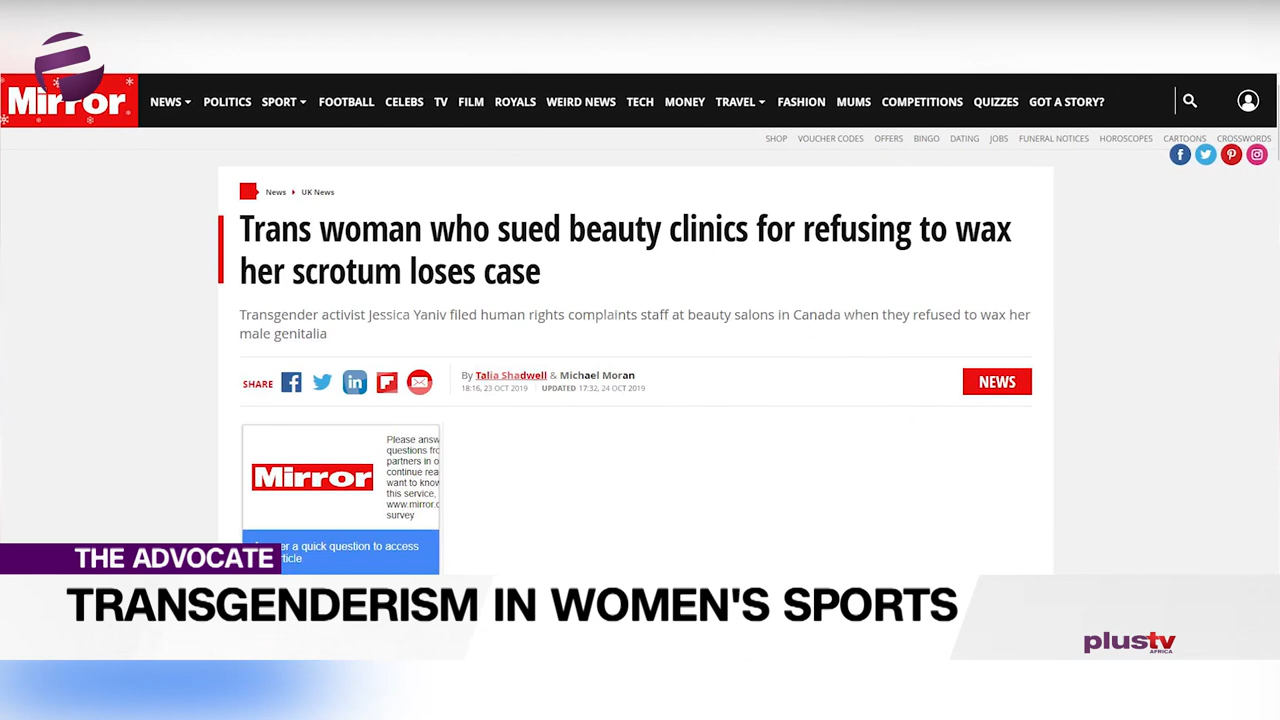 Mirror
NEWS POLITICS SPORT FOOTBALL CELEBS TV FILM ROYALS WEIRD NEWS TECH MONEY TRAVEL FASHION MUMS COMPETITIONS QUIZZES GOT A STORY?
SHOP VOUCHER CODES OFFERS BINGO DATING JOBS FUNERAL NOTICES HOROSCOPES CARTOONS CROSSWORDS
News UK News
Trans woman who sued beauty clinics for refusing to wax
her scrotum loses case
Transgender activist Jessica Yaniv filed human rights complaints staff at beauty salons in Canada when they refused to wax her
male genitalia
SHARE
By Talia Shadwell & Michael Moran
18:16, 23 OCT 2019 UPDATED 17:32, 24 OCT 2019
NEWS
Mirror
Please answ
questions fro
partners in o
continue rea
want to know
this service,
www.mirror.c
survey
er a quick question to access
ticle
THE ADVOCATE
TRANSGENDERISM IN WOMEN'S SPORTS
plustv
AFRICA